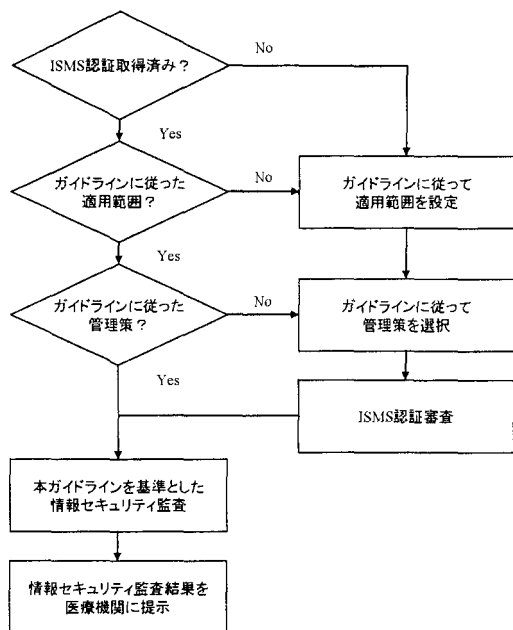 No
ISMS認証取得済み？
Yes
ガイドラインに従った
適用範囲？
No
ガイドラインに従って
適用範囲を設定
Yes
ガイドラインに従った
管理策？
No
ガイドラインに従って
管理策を選択
Yes
ISMS認証審査
本ガイドラインを基準とした
情報セキュリティ監査
情報セキュリティ監査結果を
医療機関に提示